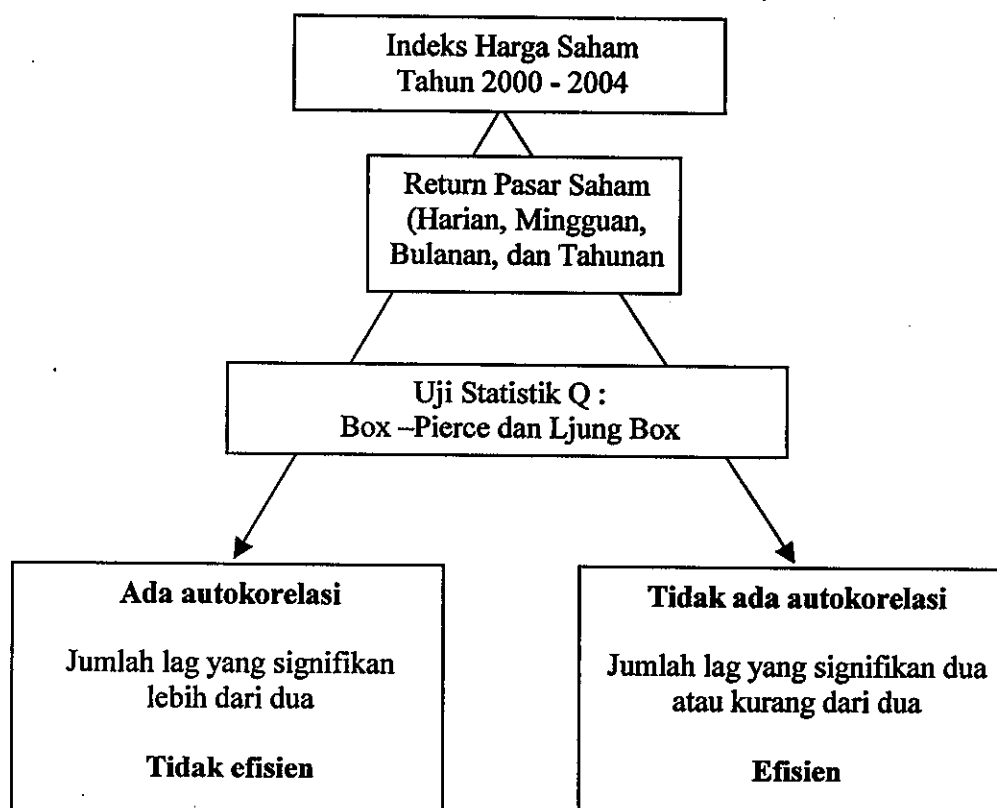 Indeks Harga Saham
Tahun 2000 - 2004
Return Pasar Saham
(Harian, Mingguan,
Bulanan, dan Tahunan
Uji Statistik Q :
Box –Pierce dan Ljung Box
Ada autokorelasi
Jumlah lag yang signifikan
lebih dari dua
Tidak efisien
Tidak ada autokorelasi
Jumlah lag yang signifikan dua
atau kurang dari dua
Efisien